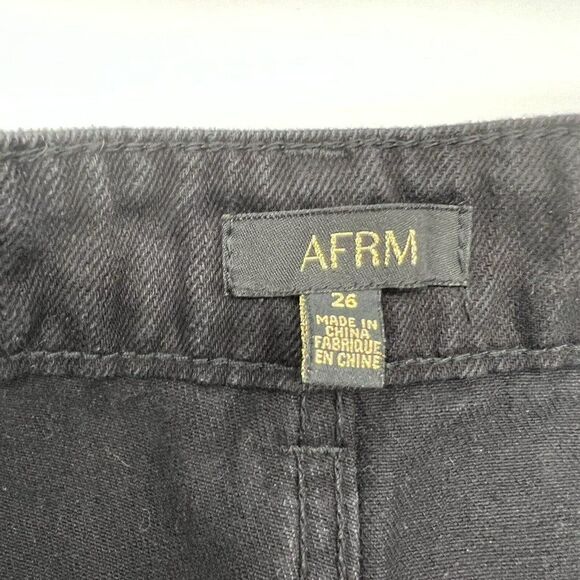 AFRM
26
MADE IN
CHINA
FABRIQUE
EN CHINE